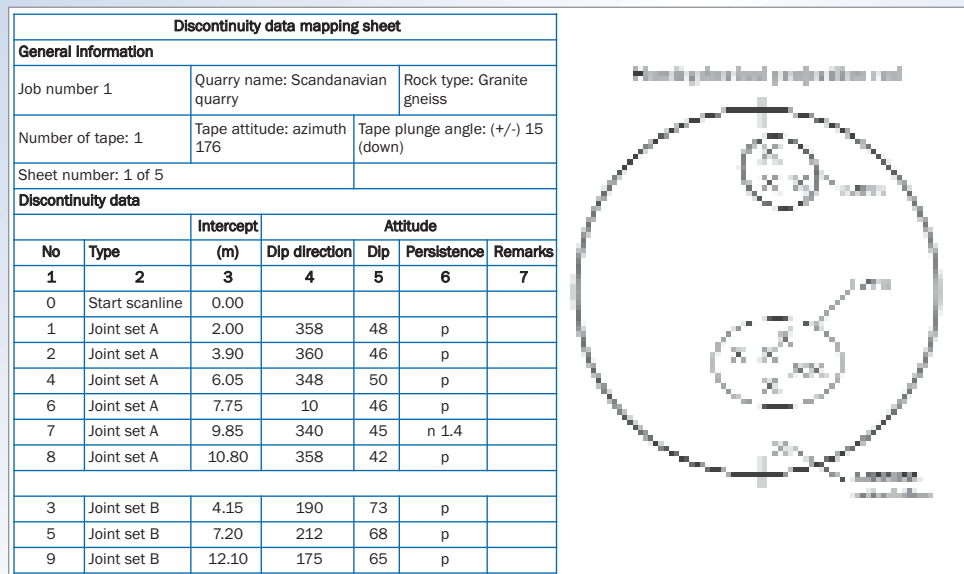 Discontinuity data mapping sheet
General information
Job number 1 Quarry name: Scandanavian quarry Rock type: Granite gneiss
Number of tape: 1 Tape attitude: azimuth 176 Tape plunge angle: (+/-) 15 (down)
Sheet number: 1 of 5
Discontinuity data
Intercept Attitude
No Type (m) Dip direction Dip Persistence Remarks
1 2 3 4 5 6 7
0 Start scanline 0.00
1 Joint set A 2.00 358 48 p
2 Joint set A 3.90 360 46 p
4 Joint set A 6.05 348 50 p
6 Joint set A 7.75 10 46 p
7 Joint set A 9.85 340 45 n 1.4
8 Joint set A 10.80 358 42 p
3 Joint set B 4.15 190 73 p
5 Joint set B 7.20 212 68 p
9 Joint set B 12.10 175 65 p